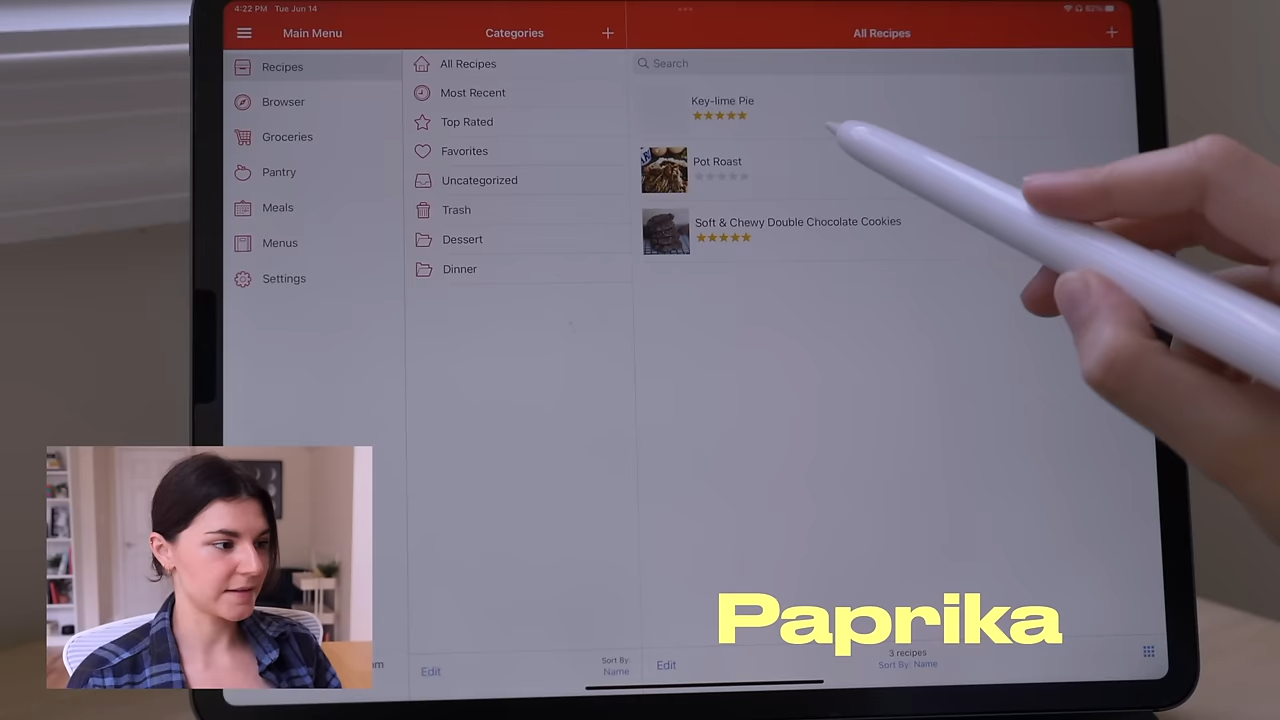 4:22 PM Tue Jun 14
62%
Main Menu
Recipes
Browser
Groceries
Pantry
Meals
Menus
Settings
Categories
All Recipes
Most Recent
Top Rated
Favorites
Uncategorized
Trash
Dessert
Dinner
Edit
Sort By:
Name
All Recipes
Search
Key-lime Pie
Pot Roast
Soft & Chewy Double Chocolate Cookies
Edit
3 recipes
Sort By: Name
Paprika